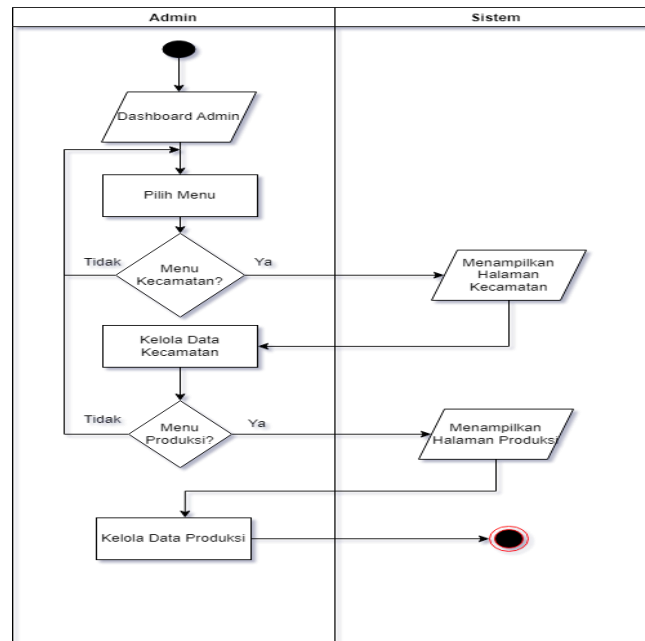 Admin
Sistem
Dashboard Admin
Pilih Menu
Tidak
Menu
Kecamatan?
Ya
Menampilkan
Halaman
Kecamatan
Kelola Data
Kecamatan
Tidak
Menu
Produksi?
Ya
Menampilkan
Halaman Produksi
Kelola Data Produksi